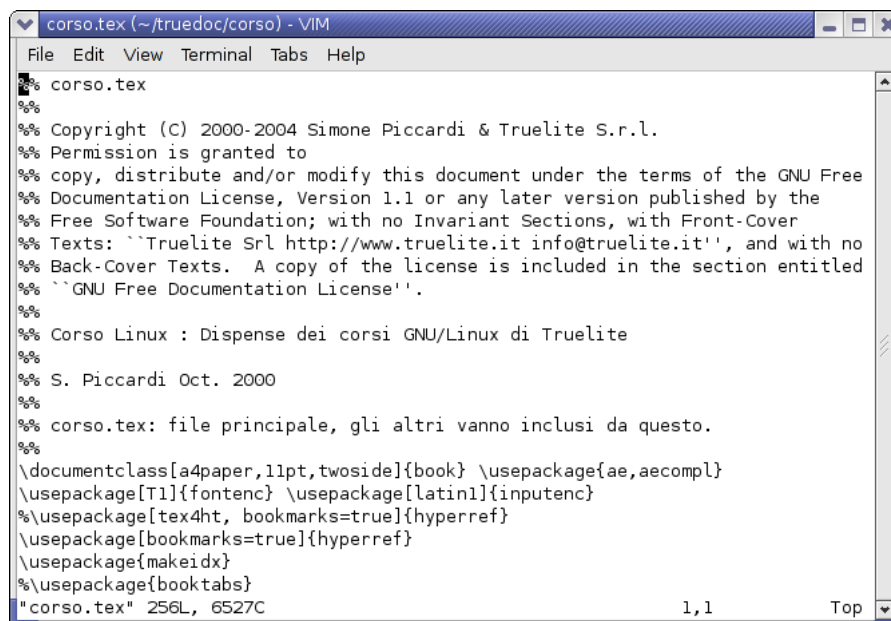 corso.tex (~/truedoc/corso) - VIM
File Edit View Terminal Tabs Help
%% corso.tex
%%
%% Copyright (C) 2000-2004 Simone Piccardi & Truelite S.r.l.
%% Permission is granted to
%% copy, distribute and/or modify this document under the terms of the GNU Free
%% Documentation License, Version 1.1 or any later version published by the
%% Free Software Foundation; with no Invariant Sections, with Front-Cover
%% Texts: ``Truelite Srl http://www.truelite.it info@truelite.it'', and with no
%% Back-Cover Texts.  A copy of the license is included in the section entitled
%% ``GNU Free Documentation License''.
%%
%% Corso Linux : Dispense dei corsi GNU/Linux di Truelite
%%
%% S. Piccardi Oct. 2000
%%
%% corso.tex: file principale, gli altri vanno inclusi da questo.
%%
\documentclass[a4paper,11pt,twoside]{book} \usepackage{ae,aecompl}
\usepackage[T1]{fontenc} \usepackage[latin1]{inputenc}
%\usepackage[tex4ht, bookmarks=true]{hyperref}
\usepackage[bookmarks=true]{hyperref}
\usepackage{makeidx}
%\usepackage{booktabs}
"corso.tex" 256L, 6527C 1,1 Top